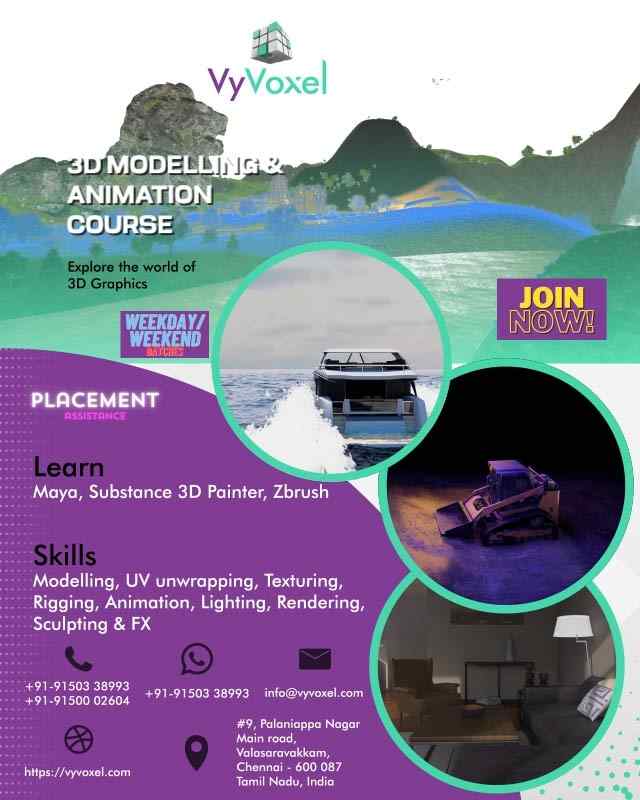 VyVoxel
3D MODELLING &
ANIMATION
COURSE
Explore the world of
3D Graphics
WEEKDAY/
WEEKEND
BATCHES
JOIN
NOW!
PLACEMENT
ASSISTANCE
Learn
Maya, Substance 3D Painter, Zbrush
Skills
Modelling, UV unwrapping, Texturing,
Rigging, Animation, Lighting, Rendering,
Sculpting & FX
+91-91503 38993
+91-91500 02604
+91-91503 38993
info@vyvoxel.com
https://vyvoxel.com
#9, Palaniappa Nagar
Main road,
Valasaravakkam,
Chennai - 600 087
Tamil Nadu, India